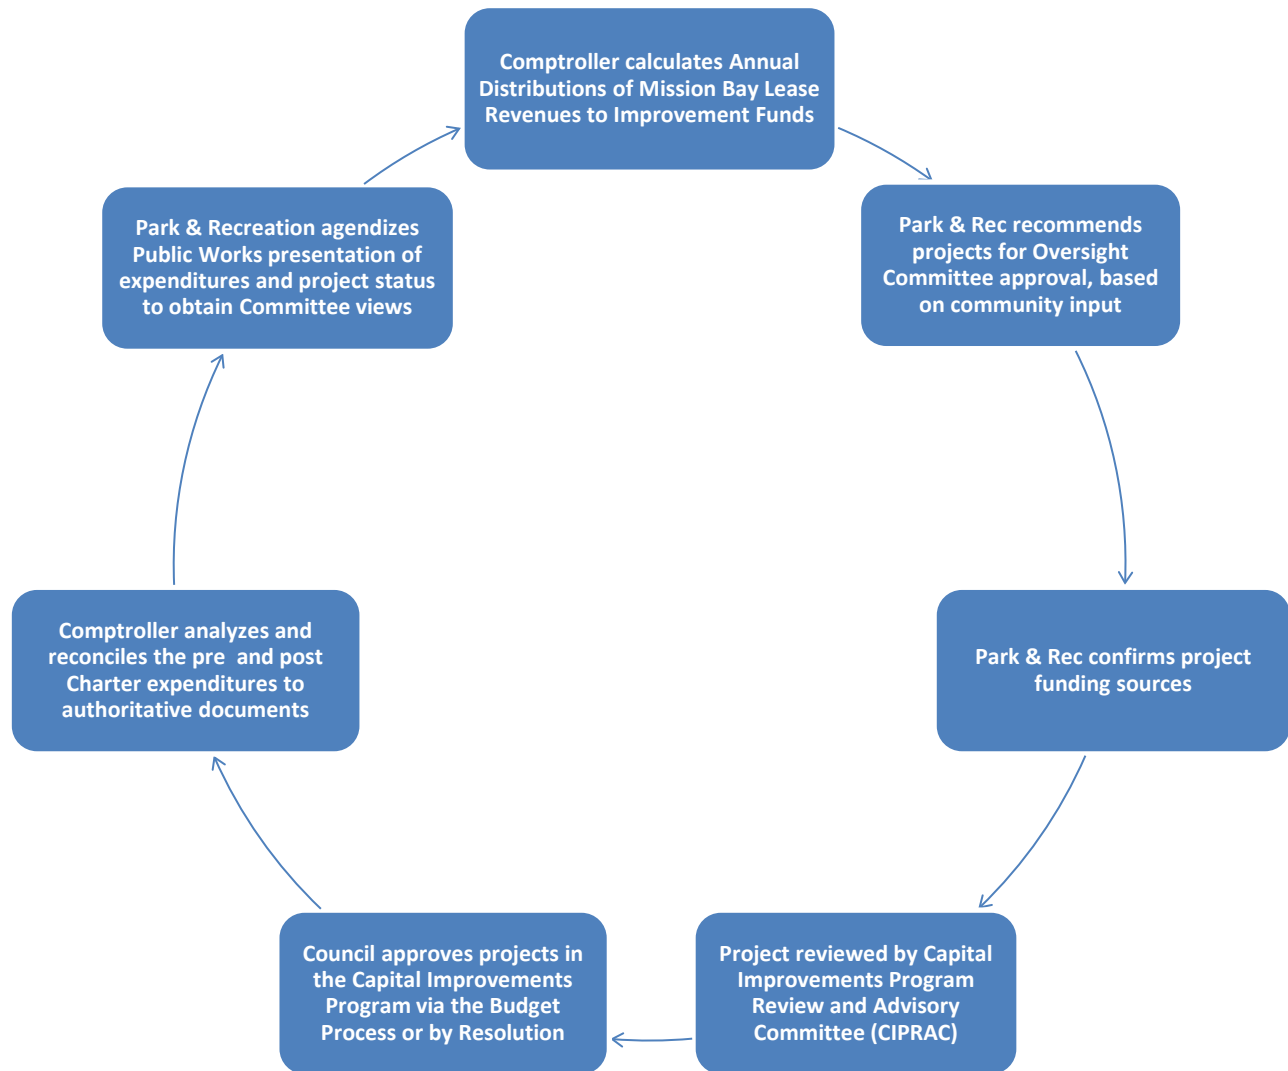 Comptroller calculates Annual
Distributions of Mission Bay Lease
Revenues to Improvement Funds
Park & Rec recommends
projects for Oversight
Committee approval, based
on community input
Park & Rec confirms project
funding sources
Project reviewed by Capital
Improvements Program
Review and Advisory
Committee (CIPRAC)
Council approves projects in
the Capital Improvements
Program via the Budget
Process or by Resolution
Comptroller analyzes and
reconciles the pre and post
Charter expenditures to
authoritative documents
Park & Recreation agendizes
Public Works presentation of
expenditures and project status
to obtain Committee views